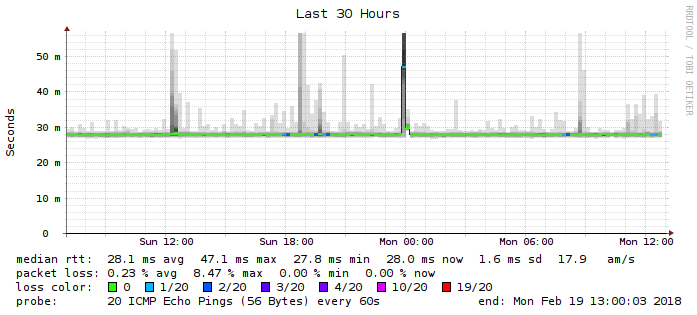 Last 30 Hours
RRDTOOL / TOBI OETIKER
Seconds
50 m
40 m
30 m
20 m
10 m
0
Sun 12:00 Sun 18:00 Mon 00:00 Mon 06:00 Mon 12:00
median rtt: 28.1 ms avg 47.1 ms max 27.8 ms min 28.0 ms now 1.6 ms sd 17.9 am/s
packet loss: 0.23 % avg 8.47 % max 0.00 % min 0.00 % now
loss color: 0 1/20 2/20 3/20 4/20 10/20 19/20
probe: 20 ICMP Echo Pings (56 Bytes) every 60s end: Mon Feb 19 13:00:03 2018